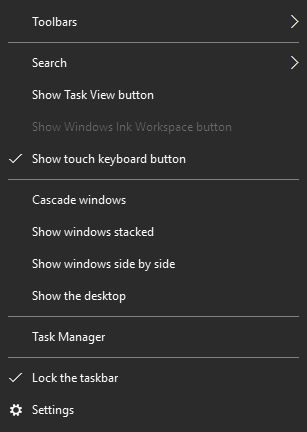 Toolbars
Search
Show Task View button
Show Windows Ink Workspace button
Show touch keyboard button
Cascade windows
Show windows stacked
Show windows side by side
Show the desktop
Task Manager
Lock the taskbar
Settings